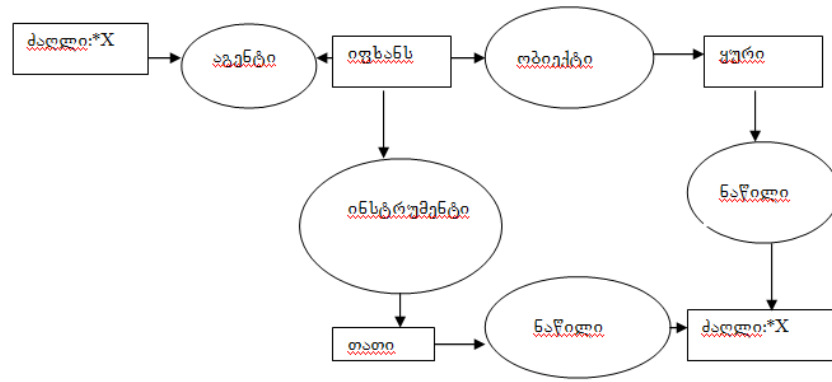 ძაღლი:*X
აგენტი
იფხანს
ობიექტი
ყური
ნაწილი
ინსტრუმენტი
თათი
ნაწილი
ძაღლი:*X